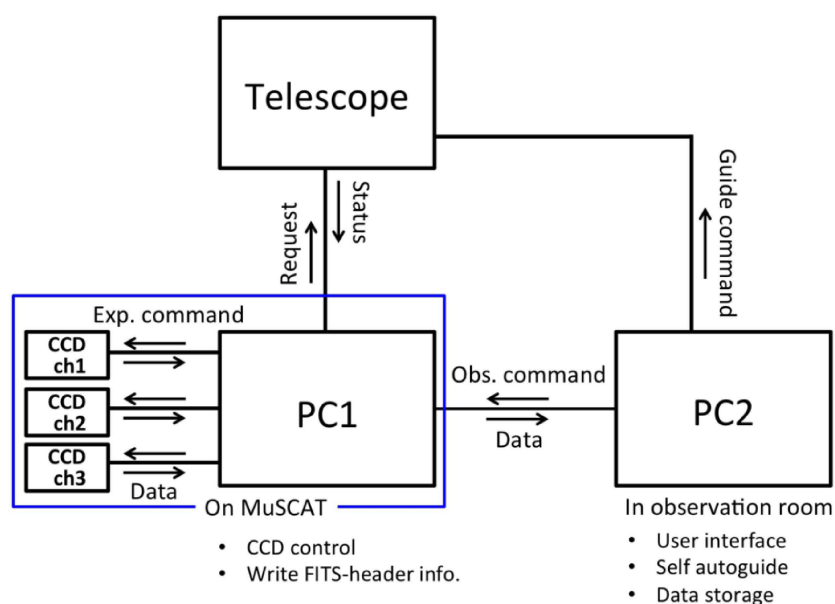 Telescope
Status
Request
Guide command
Exp. command
CCD
ch1
CCD
ch2
CCD
ch3
Data
PC1
Obs. command
Data
PC2
On MuSCAT
• CCD control
• Write FITS-header info.
In observation room
• User interface
• Self autoguide
• Data storage